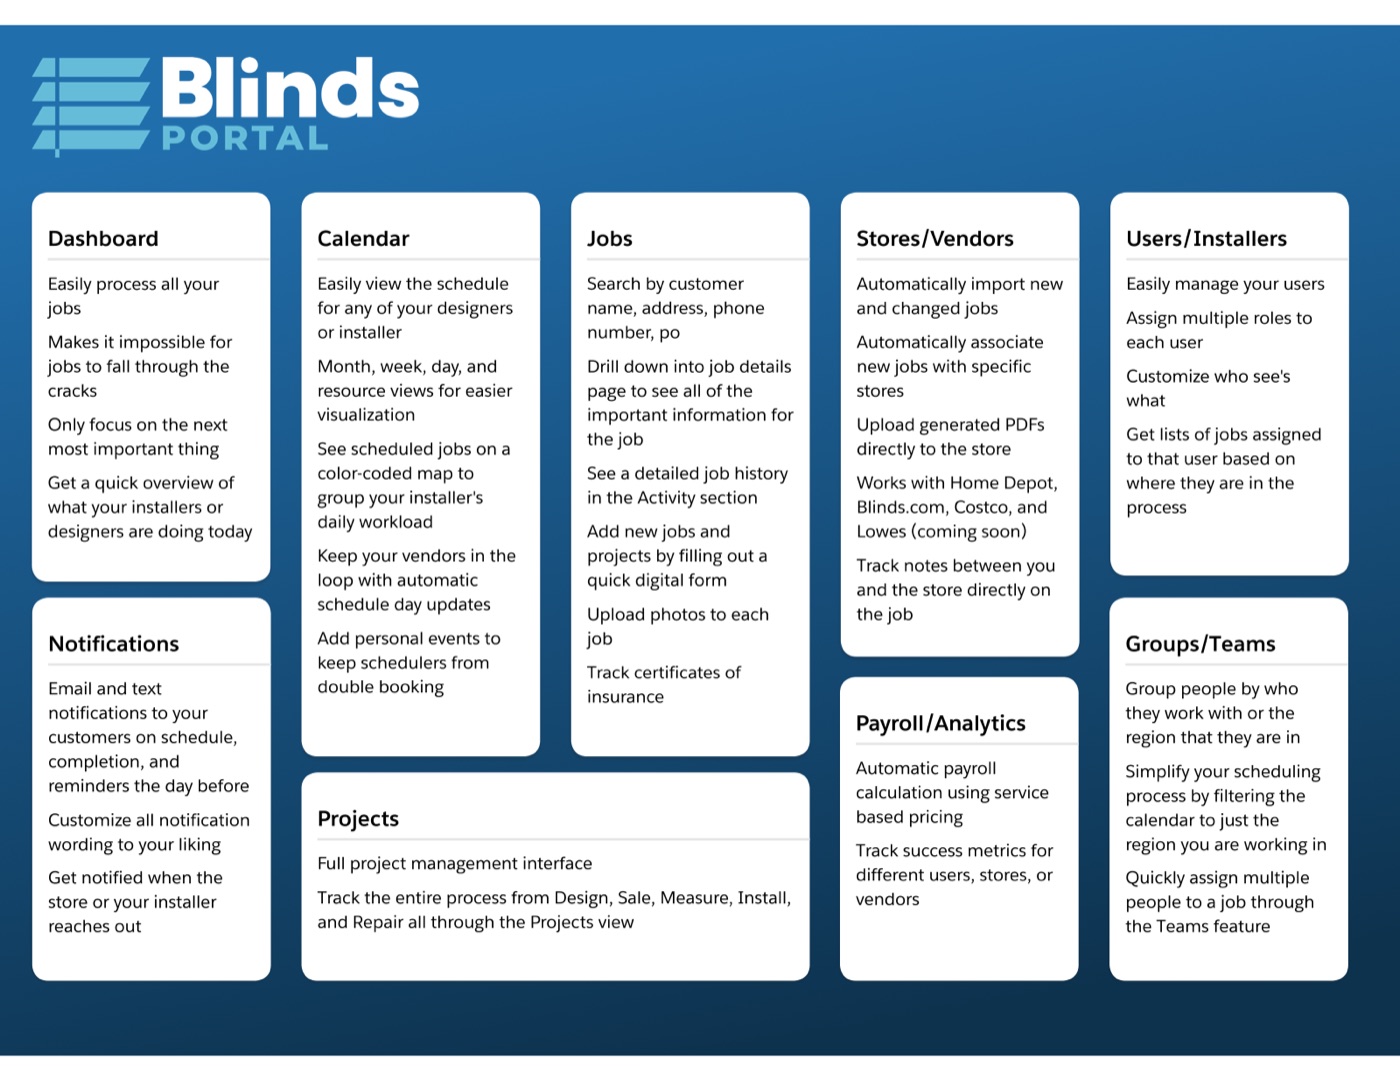 Blinds
PORTAL
Dashboard
Easily process all your
jobs
Makes it impossible for
jobs to fall through the
cracks
Only focus on the next
most important thing
Get a quick overview of
what your installers or
designers are doing today
Calendar
Easily view the schedule
for any of your designers
or installer
Month, week, day, and
resource views for easier
visualization
See scheduled jobs on a
color-coded map to
group your installer's
daily workload
Keep your vendors in the
loop with automatic
schedule day updates
Add personal events to
keep schedulers from
double booking
Jobs
Search by customer
name, address, phone
number, po
Drill down into job details
page to see all of the
important information for
the job
See a detailed job history
in the Activity section
Add new jobs and
projects by filling out a
quick digital form
Upload photos to each
job
Track certificates of
insurance
Stores/Vendors
Automatically import new
and changed jobs
Automatically associate
new jobs with specific
stores
Upload generated PDFs
directly to the store
Works with Home Depot,
Blinds.com, Costco, and
Lowes (coming soon)
Track notes between you
and the store directly on
the job
Users/Installers
Easily manage your users
Assign multiple roles to
each user
Customize who see's
what
Get lists of jobs assigned
to that user based on
where they are in the
process
Notifications
Email and text
notifications to your
customers on schedule,
completion, and
reminders the day before
Customize all notification
wording to your liking
Get notified when the
store or your installer
reaches out
Projects
Full project management interface
Track the entire process from Design, Sale, Measure, Install,
and Repair all through the Projects view
Payroll/Analytics
Automatic payroll
calculation using service
based pricing
Track success metrics for
different users, stores, or
vendors
Groups/Teams
Group people by who
they work with or the
region that they are in
Simplify your scheduling
process by filtering the
calendar to just the
region you are working in
Quickly assign multiple
people to a job through
the Teams feature